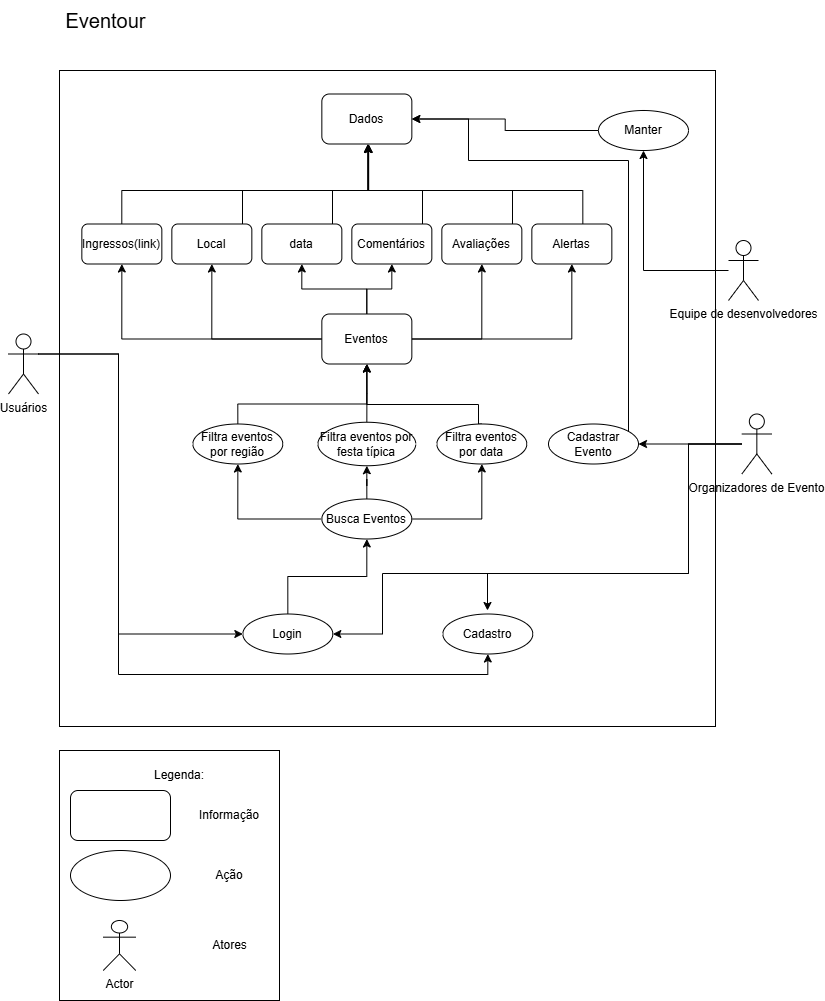 Eventour
Dados
Manter
Ingressos(link)
Local
data
Comentários
Avaliações
Alertas
Equipe de desenvolvedores
Eventos
Usuários
Filtra eventos
por região
Filtra eventos por
festa típica
Filtra eventos
por data
Cadastrar
Evento
Organizadores de Evento
Busca Eventos
Login
Cadastro
Legenda:
Informação
Ação
Atores
Actor